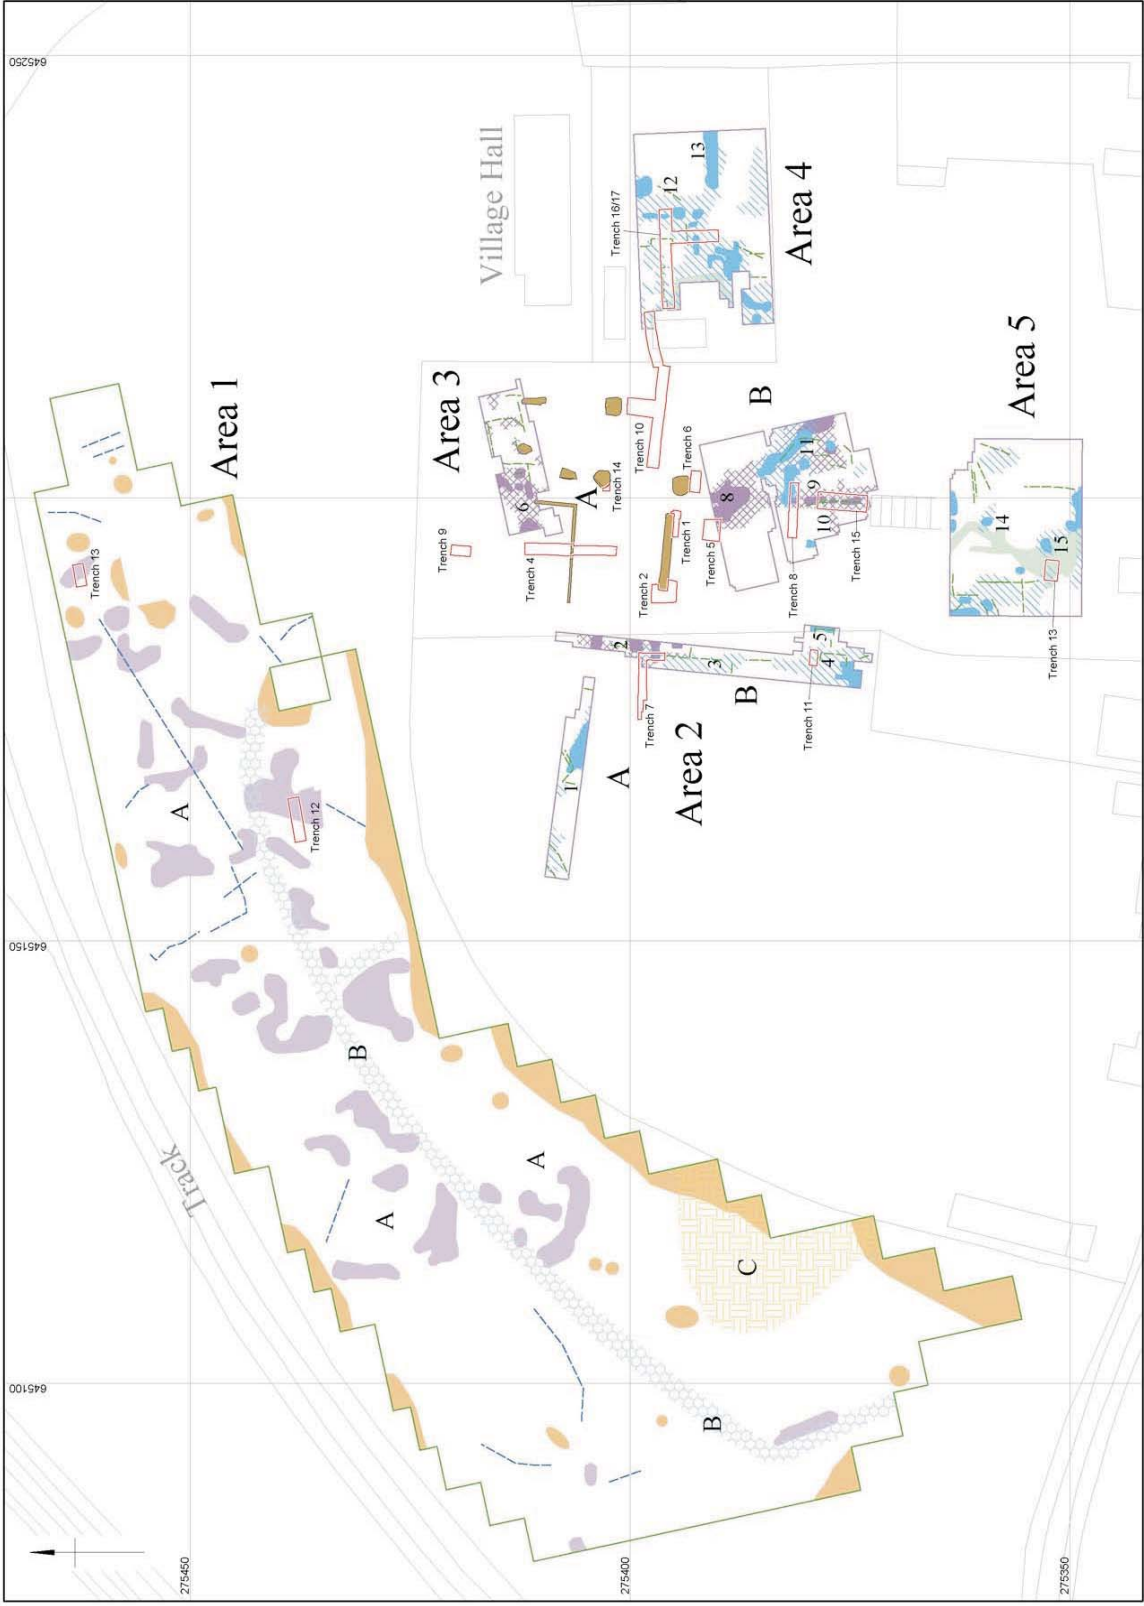 645250
645150
645100
275450
275400
275350
Track
Village Hall
Area 1
Trench 13
Trench 12
A
B
A
A
B
C
Area 2
A
B
1
2
3
4
5
Trench 7
Trench 11
Area 3
6
A
Trench 9
Trench 4
Trench 14
Trench 10
Trench 6
Trench 2
Trench 1
Trench 5
B
8
9
10
11
Trench 8
Trench 15
Area 4
Trench 16/17
12
13
Area 5
14
15
Trench 13